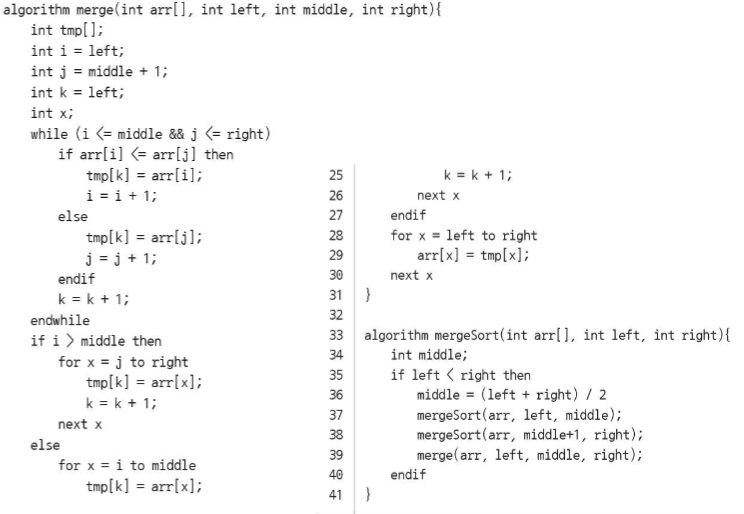 algorithm merge(int arr[], int left, int middle, int right){
int tmp[];
int i = left;
int j = middle + 1;
int k = left;
int x;
while (i <= middle && j <= right)
if arr[i] <= arr[j] then
tmp[k] = arr[i];
i = i + 1;
else
tmp[k] = arr[j];
j = j + 1;
endif
k = k + 1;
endwhile
if i > middle then
for x = j to right
tmp[k] = arr[x];
k = k + 1;
next x
else
for x = i to middle
tmp[k] = arr[x];
25 k = k + 1;
26 next x
27 endif
28 for x = left to right
29 arr[x] = tmp[x];
30 next x
31 }
32
33 algorithm mergeSort(int arr[], int left, int right){
34 int middle;
35 if left < right then
36 middle = (left + right) / 2
37 mergeSort(arr, left, middle);
38 mergeSort(arr, middle+1, right);
39 merge(arr, left, middle, right);
40 endif
41 }